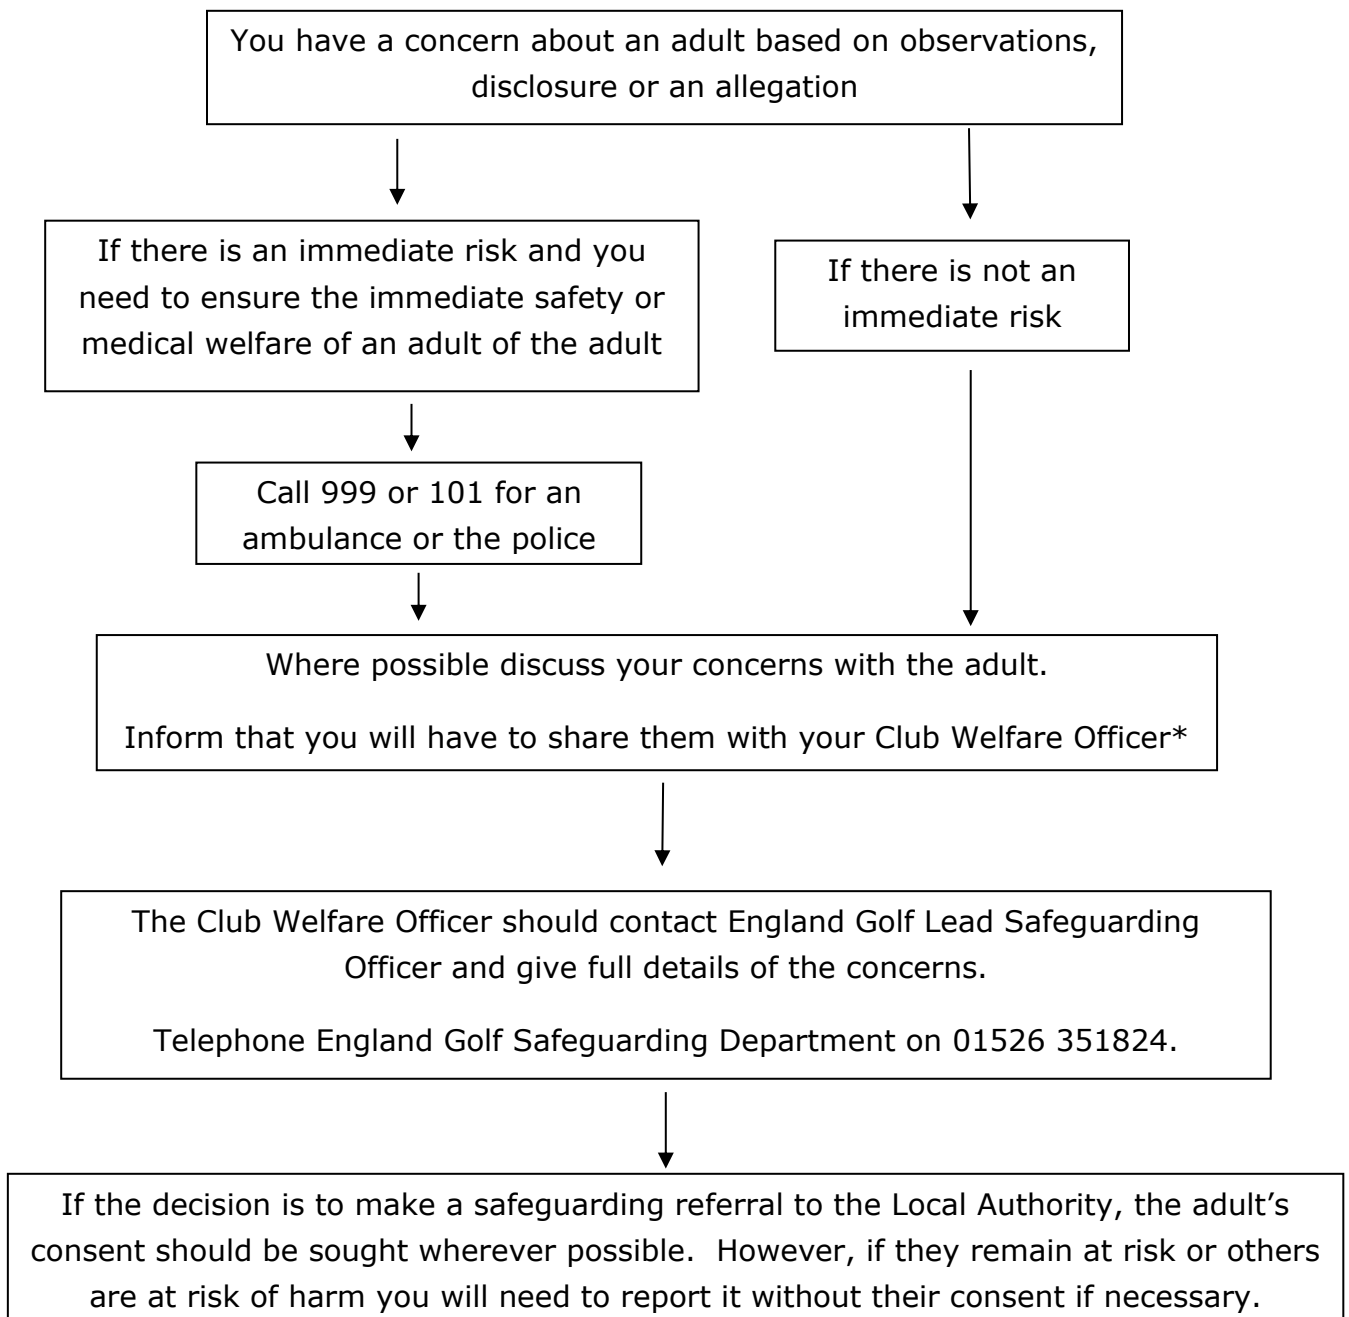 You have a concern about an adult based on observations,
disclosure or an allegation
If there is an immediate risk and you
need to ensure the immediate safety or
medical welfare of an adult of the adult
If there is not an
immediate risk
Call 999 or 101 for an
ambulance or the police
Where possible discuss your concerns with the adult.
Inform that you will have to share them with your Club Welfare Officer*
The Club Welfare Officer should contact England Golf Lead Safeguarding
Officer and give full details of the concerns.
Telephone England Golf Safeguarding Department on 01526 351824.
If the decision is to make a safeguarding referral to the Local Authority, the adult’s
consent should be sought wherever possible.  However, if they remain at risk or others
are at risk of harm you will need to report it without their consent if necessary.